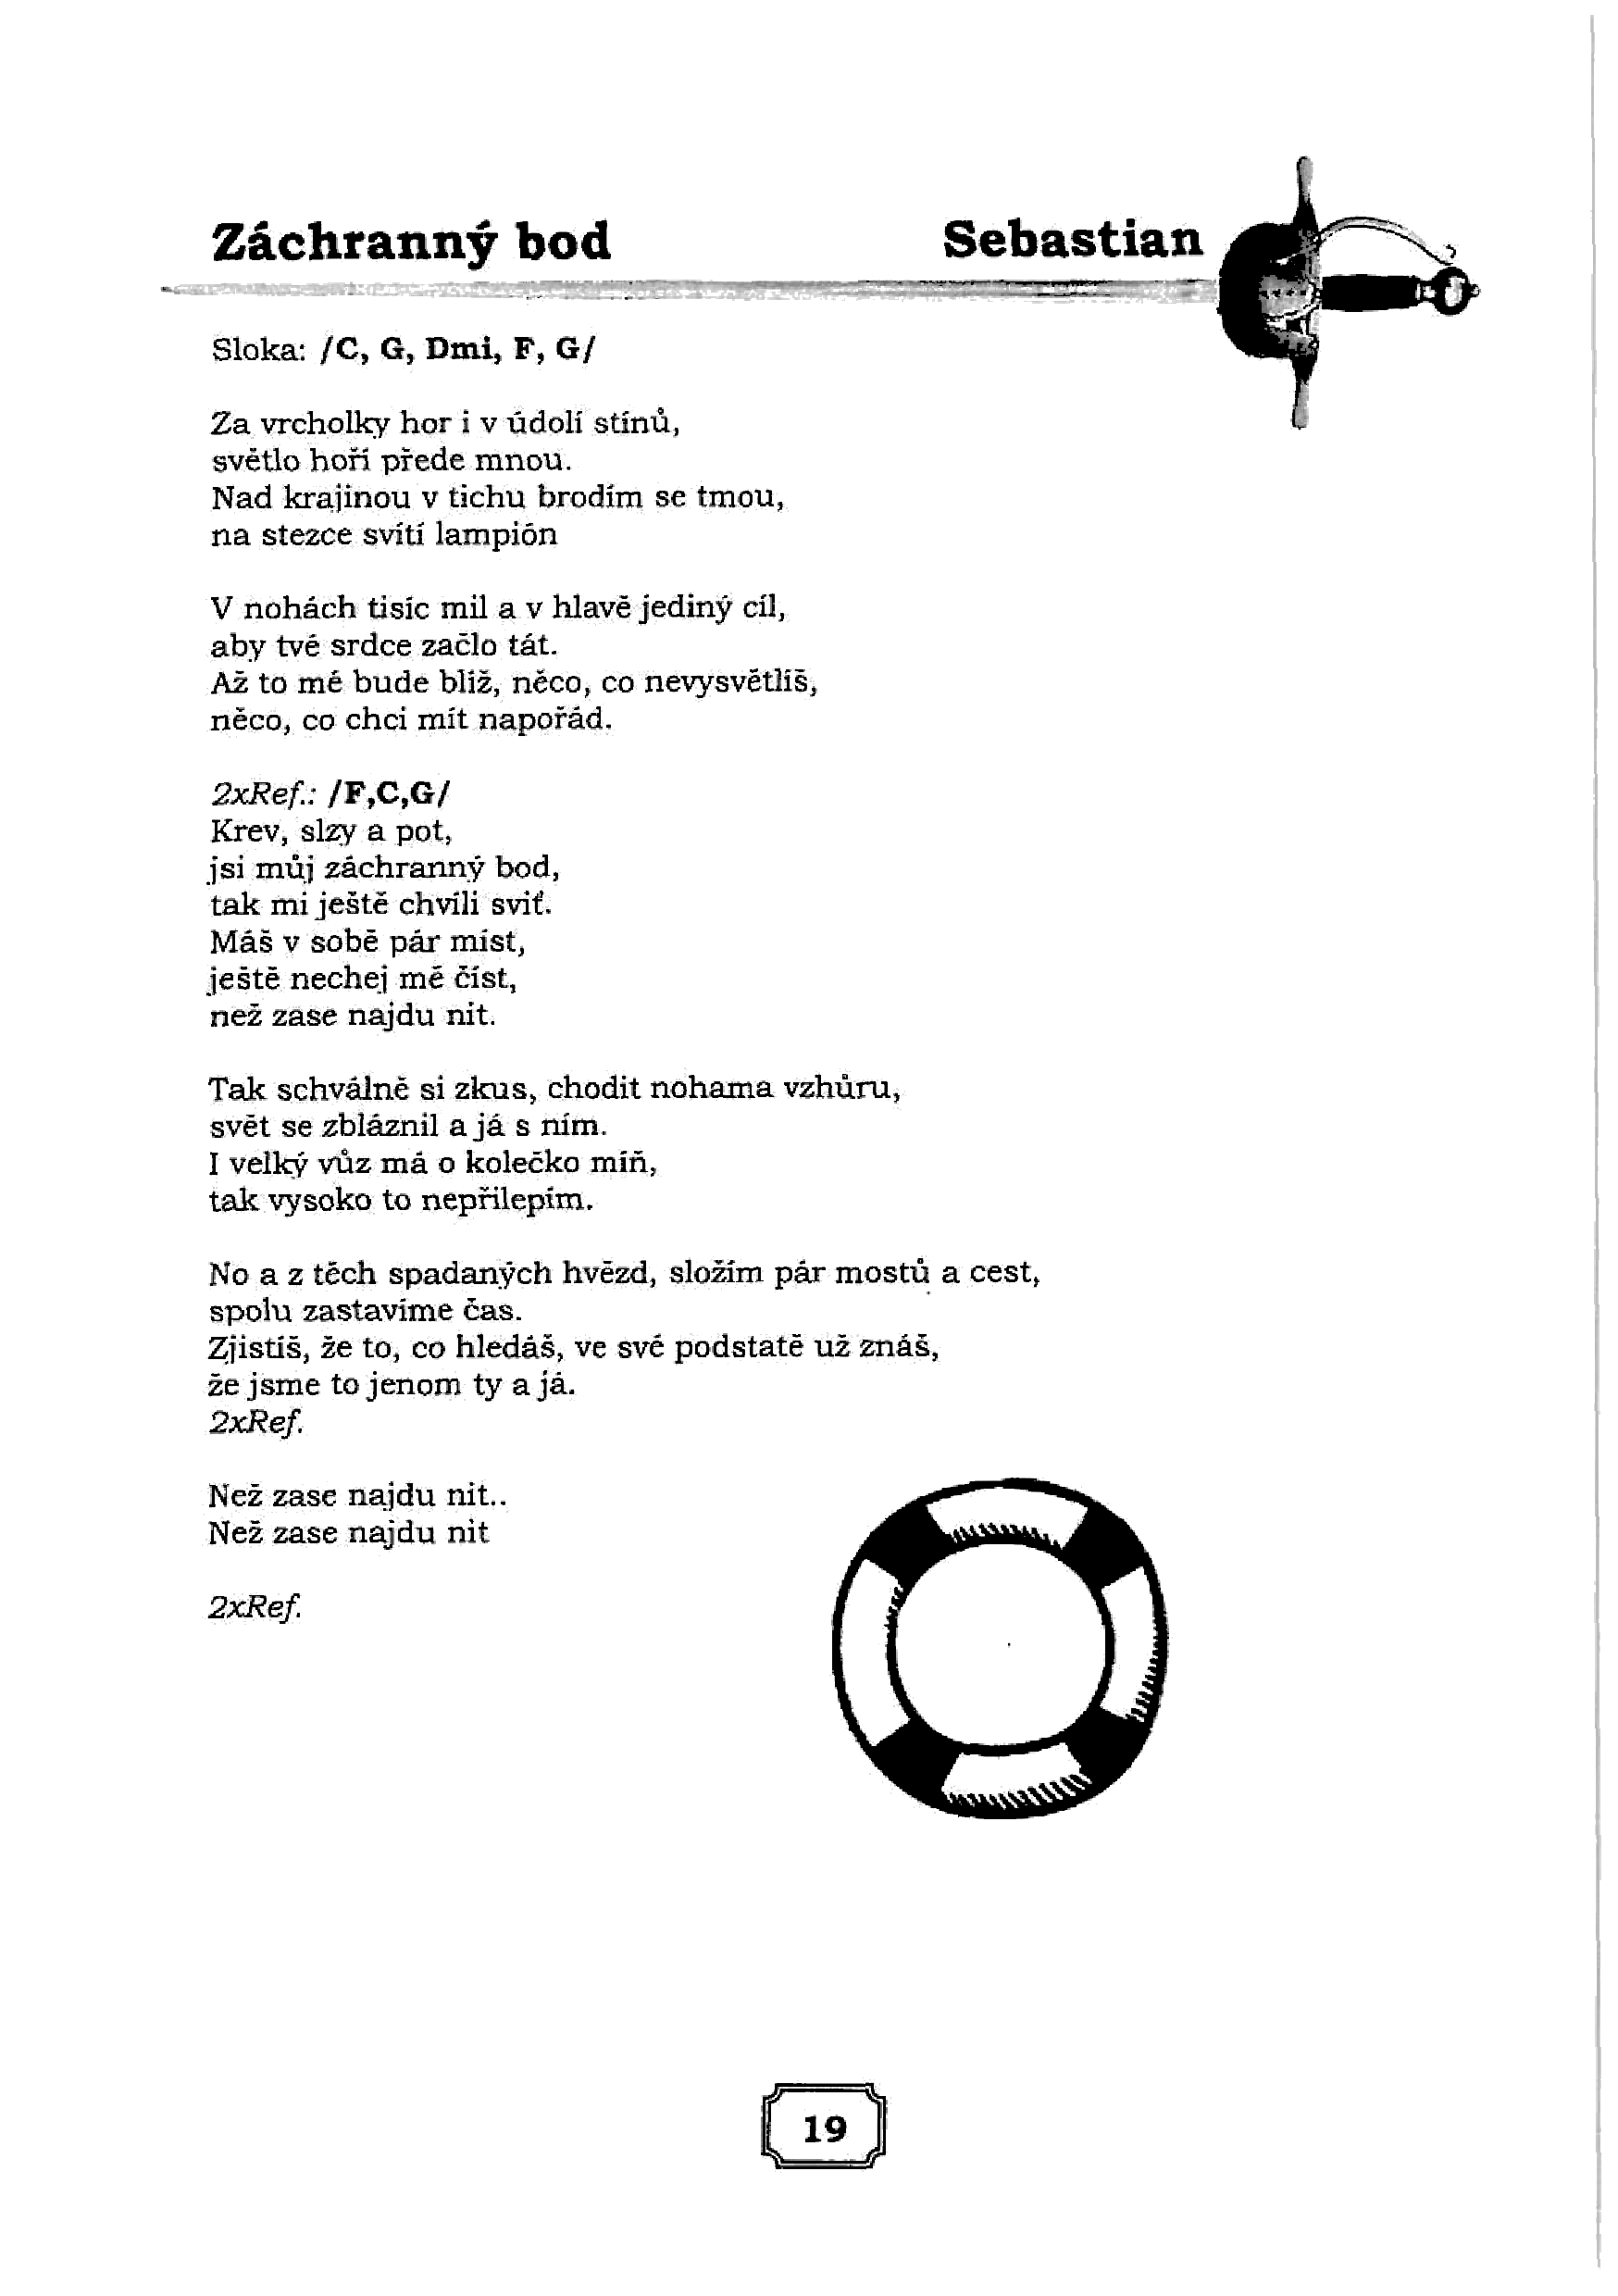 Záchranný bod Sebastian
Sloka: /C, G, Dmi, F, G/
Za vrcholky hor i v údolí stínů,
světlo hoří přede mnou.
Nad krajinou v tichu brodím se tmou,
na stezce svítí lampión
V nohách tisíc mil a v hlavě jediný cíl,
aby tvé srdce začlo tát.
Až to mé bude blíž, něco, co nevysvětlíš,
něco, co chci mít napořád.
2xRef.: /F,C,G/
Krev, slzy a pot,
jsi můj záchranný bod,
tak mi ještě chvíli sviť.
Máš v sobě pár míst,
ještě nechej mě číst,
než zase najdu nit.
Tak schválně si zkus, chodit nohama vzhůru,
svět se zbláznil a já s ním.
I velký vůz má o kolečko míň,
tak vysoko to nepřilepím.
No a z těch spadaných hvězd, složím pár mostů a cest,
spolu zastavíme čas.
Zjistíš, že to, co hledáš, ve své podstatě už znáš,
že jsme to jenom ty a já.
2xRef.
Než zase najdu nit..
Než zase najdu nit
2xRef.
19